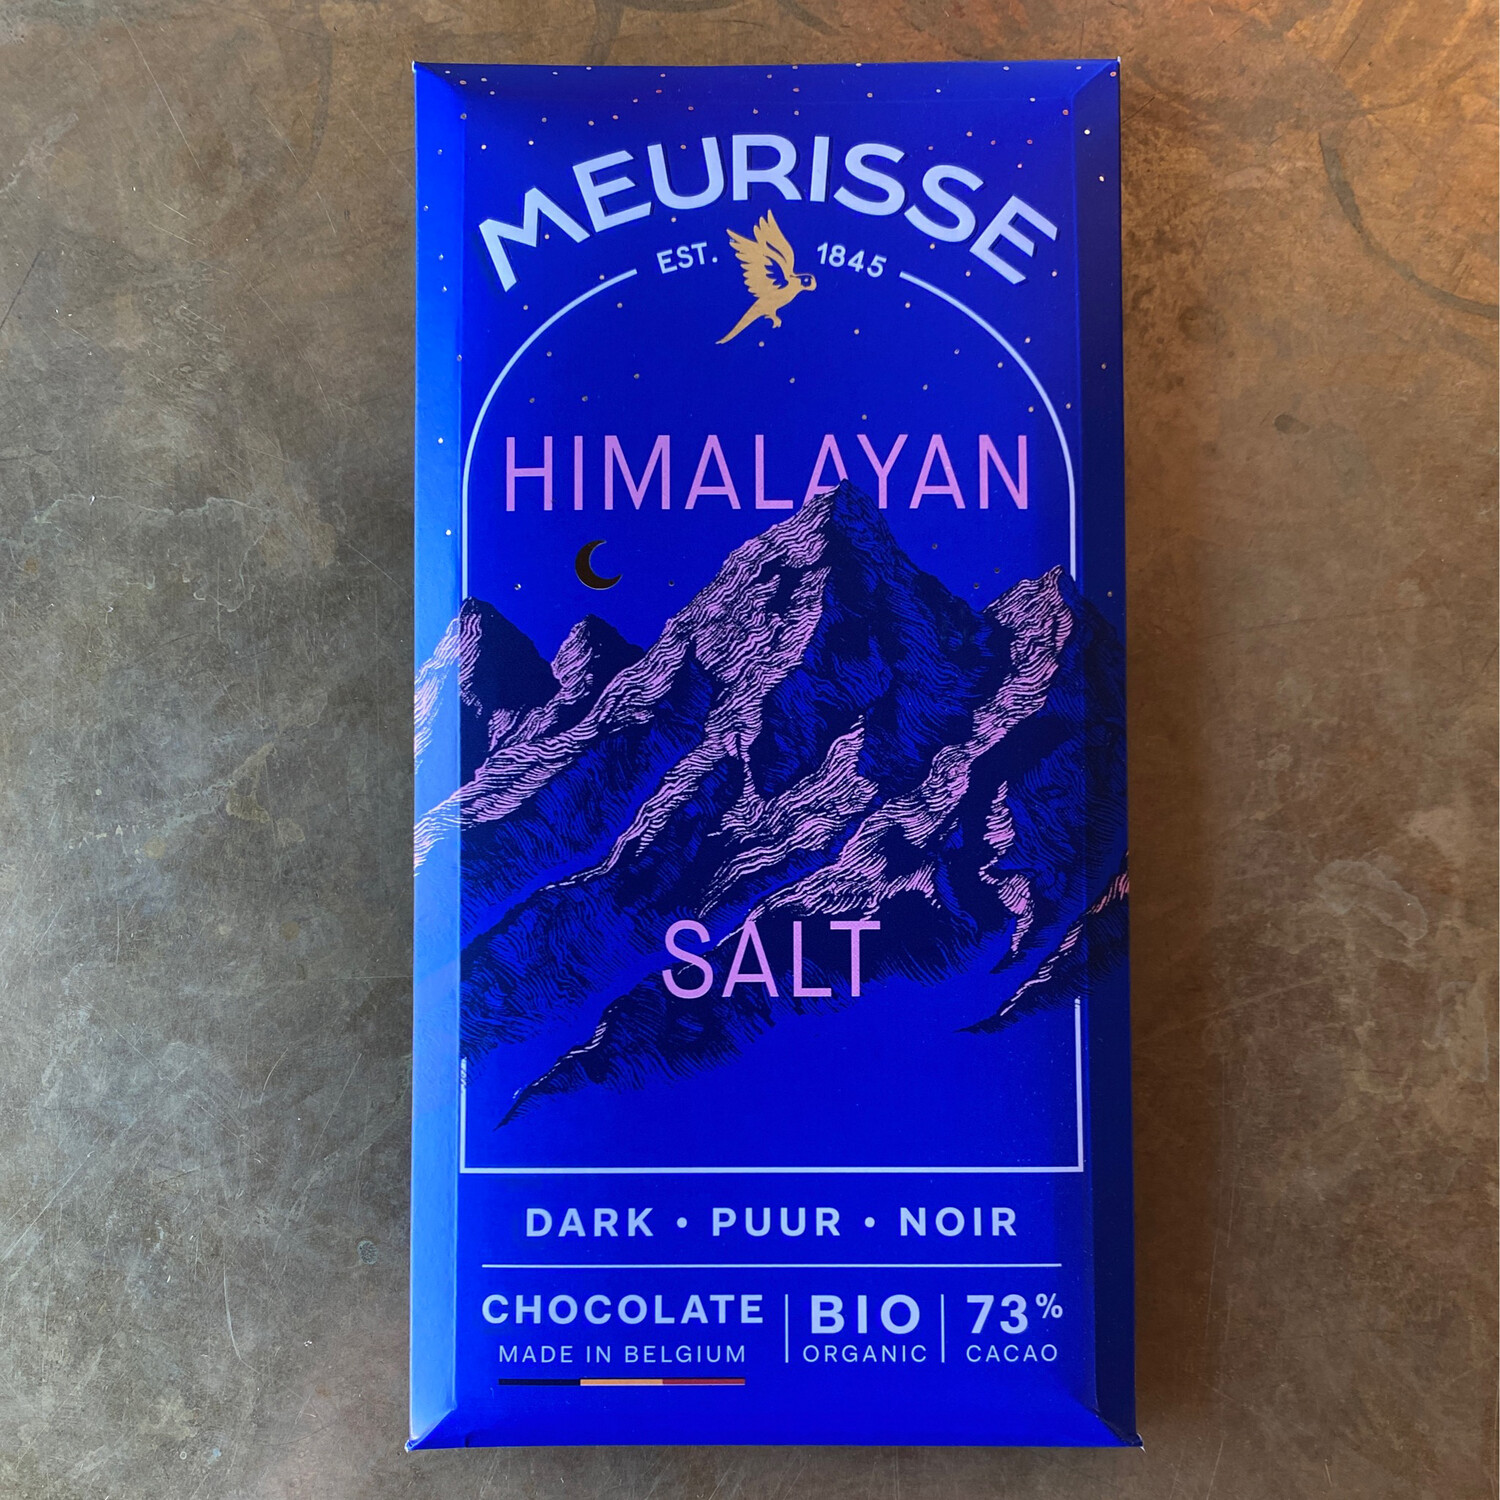 MEURISSE
EST. 1845
HIMALAYAN
SALT
DARK • PUUR • NOIR
CHOCOLATE
MADE IN BELGIUM
BIO
ORGANIC
73%
CACAO